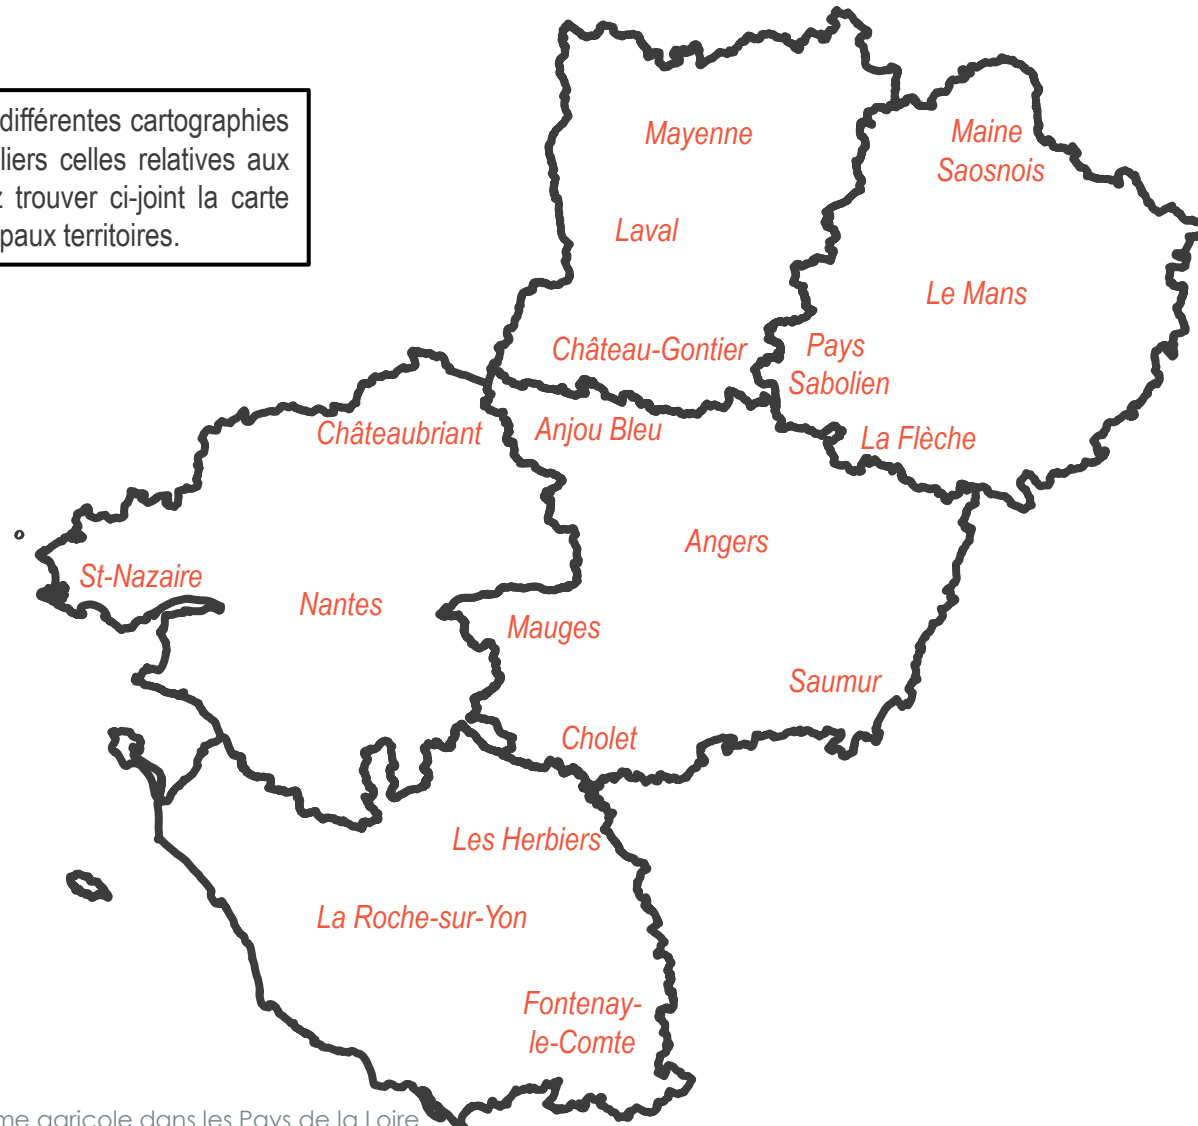 différentes cartographies
liers celles relatives aux
trouver ci-joint la carte
paux territoires.
Mayenne
Maine
Saosnois
Laval
Le Mans
Château-Gontier
Pays
Sabolien
Châteaubriant
Anjou Bleu
La Flèche
Angers
St-Nazaire
Nantes
Mauges
Saumur
Cholet
Les Herbiers
La Roche-sur-Yon
Fontenay-
le-Comte
me agricole dans les Pays de la Loire